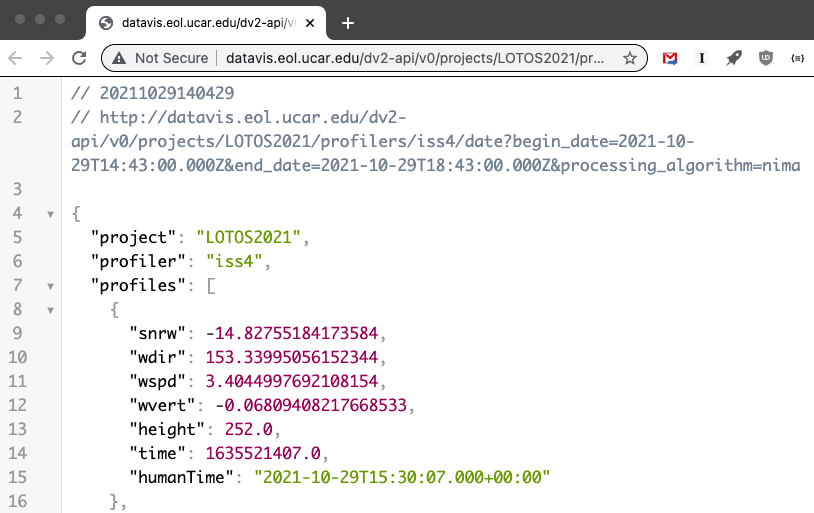 datavis.eol.ucar.edu/dv2-api/v0
Not Secure | datavis.eol.ucar.edu/dv2-api/v0/projects/LOTOS2021/pr...
1 // 20211029140429
2 // http://datavis.eol.ucar.edu/dv2-
api/v0/projects/LOTOS2021/profilers/iss4/date?begin_date=2021-10-
29T14:43:00.000Z&end_date=2021-10-29T18:43:00.000Z&processing_algorithm=nima
3
4 {
5 "project": "LOTOS2021",
6 "profiler": "iss4",
7 "profiles": [
8 {
9 "snrw": -14.82755184173584,
10 "wdir": 153.33995056152344,
11 "wspd": 3.4044997692108154,
12 "wvert": -0.06809408217668533,
13 "height": 252.0,
14 "time": 1635521407.0,
15 "humanTime": "2021-10-29T15:30:07.000+00:00"
16 },